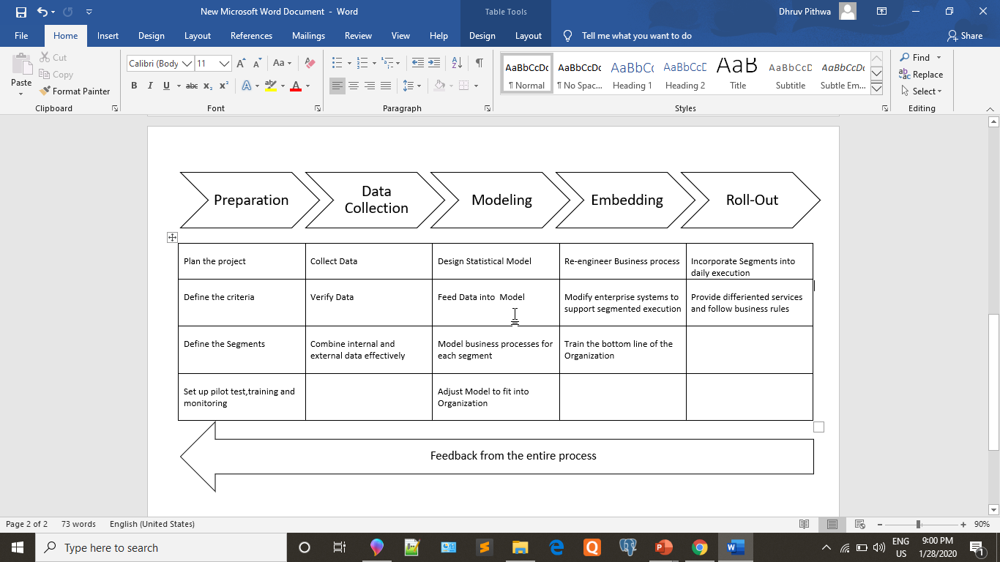 New Microsoft Word Document - Word
Table Tools
Dhruv Pithwa
File Home Insert Design Layout References Mailings Review View Help Design Layout Tell me what you want to do Share
Paste
Cut
Copy
Format Painter
Clipboard
Calibri (Body 11
Font
Paragraph
AaBbCcDc AaBbCcDc AaBbCc AaBbCcD AaB AaBbCcD AaBbCcDc
¶ Normal ¶ No Spac... Heading 1 Heading 2 Title Subtitle Subtle Em...
Styles
Find
Replace
Select
Editing
Preparation
Data
Collection
Modeling
Embedding
Roll-Out
Plan the project
Collect Data
Design Statistical Model
Re-engineer Business process
Incorporate Segments into
daily execution
Define the criteria
Verify Data
Feed Data into  Model
Modify enterprise systems to
support segmented execution
Provide differiented services
and follow business rules
Define the Segments
Combine internal and
external data effectively
Model business processes for
each segment
Train the bottom line of the
Organization
Set up pilot test,training and
monitoring
Adjust Model to fit into
Organization
Feedback from the entire process
Page 2 of 2 73 words English (United States)
90%
Type here to search
ENG
US
9:00 PM
1/28/2020
1